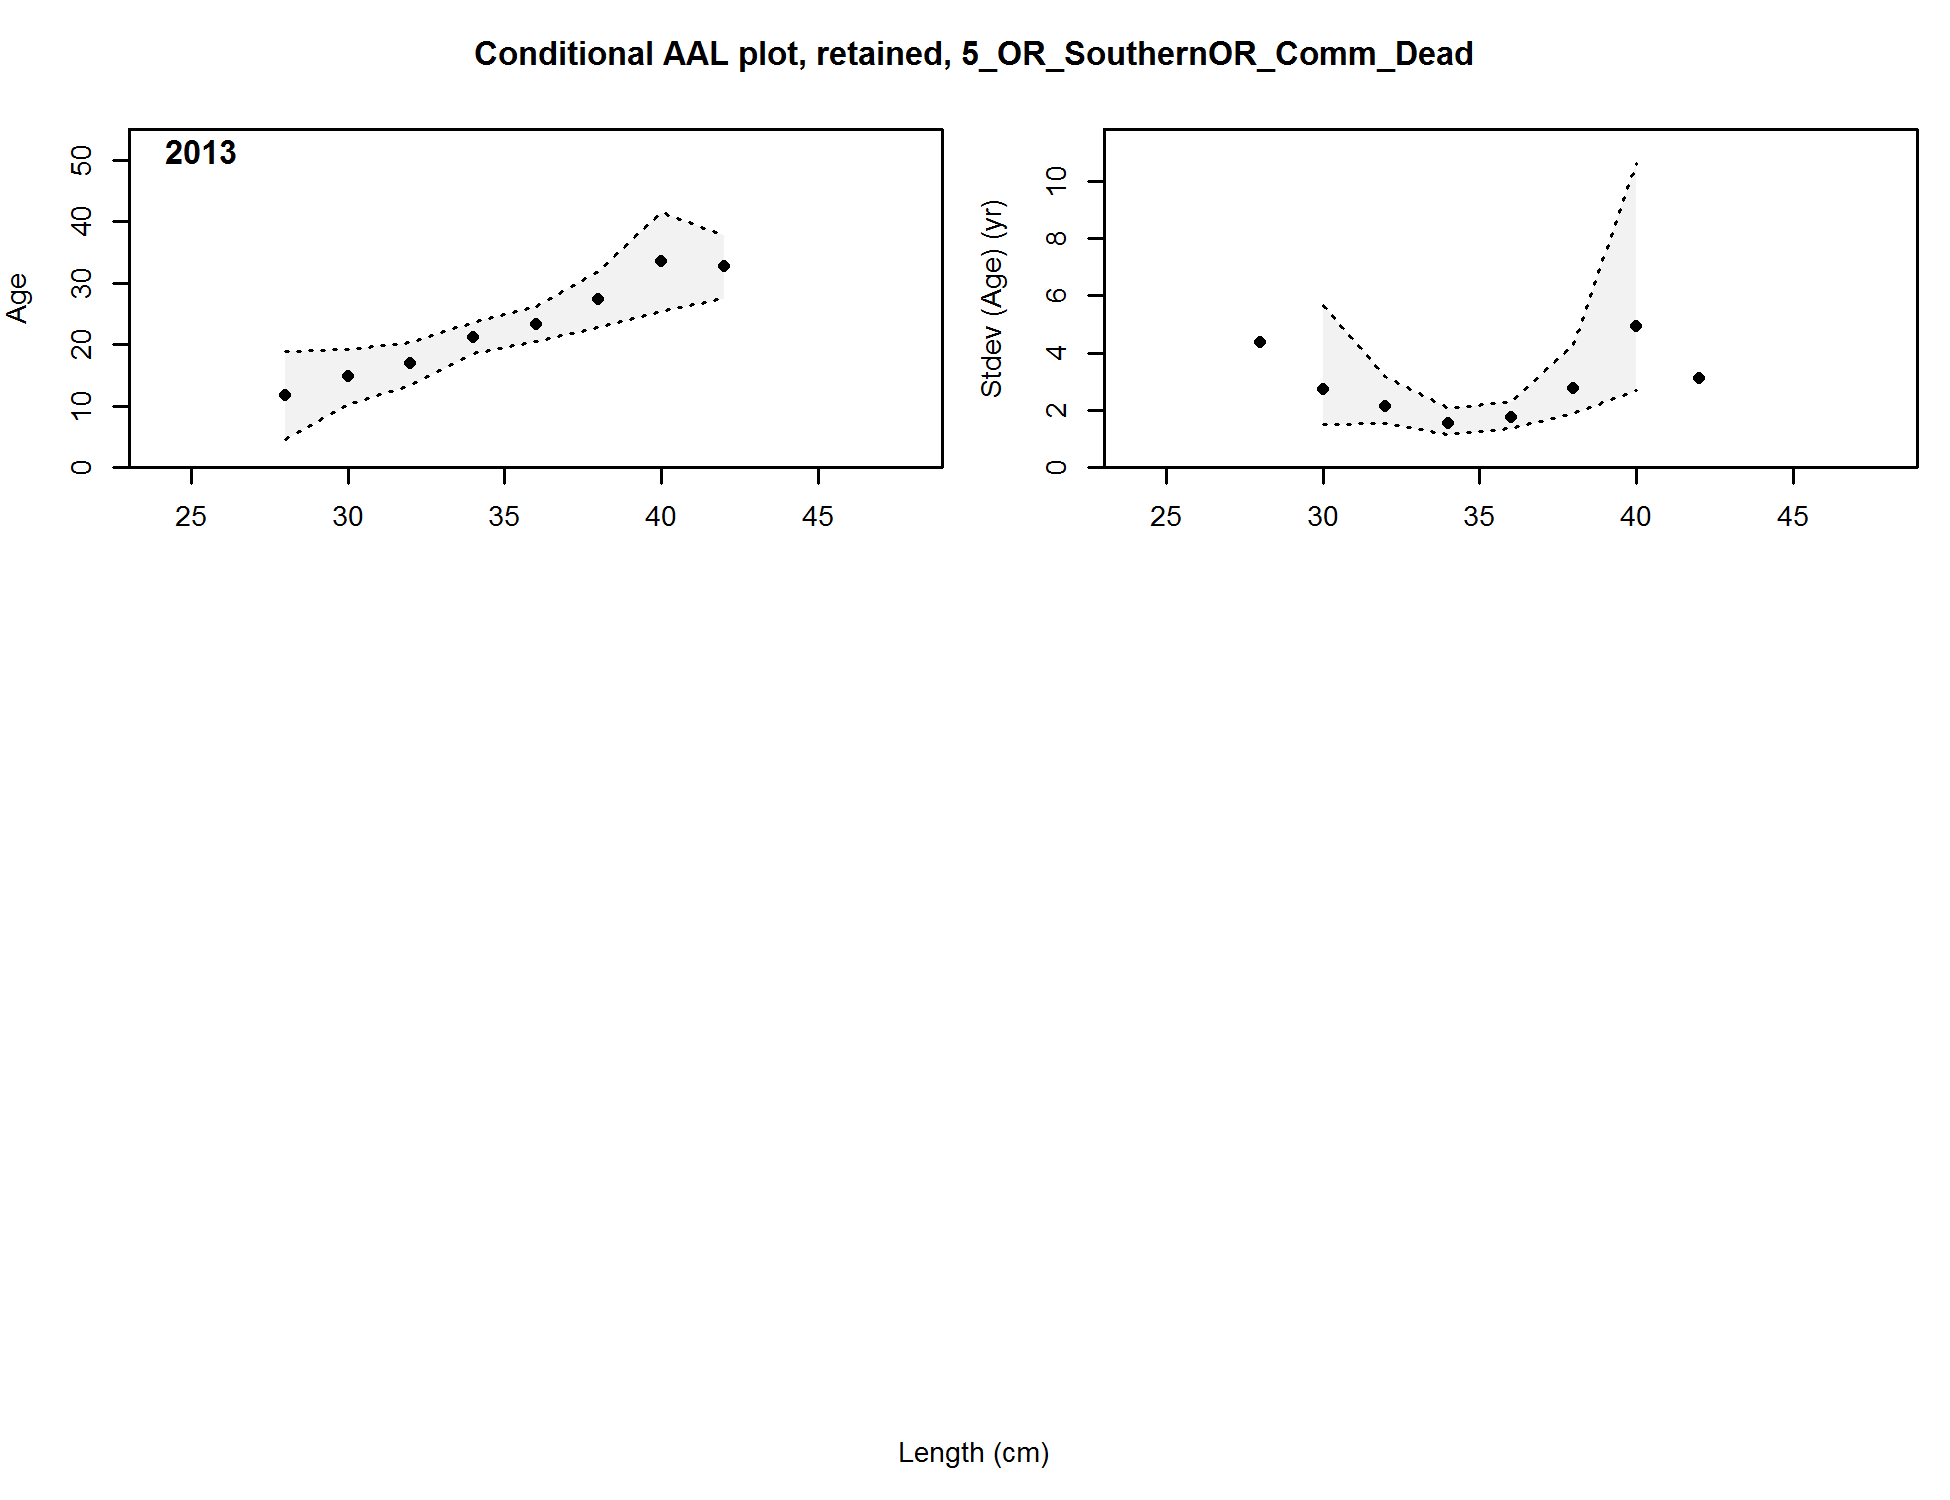 Conditional AAL plot, retained, 5_OR_SouthernOR_Comm_Dead
2013
Age
0 10 20 30 40 50
25 30 35 40 45
Stdev (Age) (yr)
0 2 4 6 8 10
25 30 35 40 45
Length (cm)